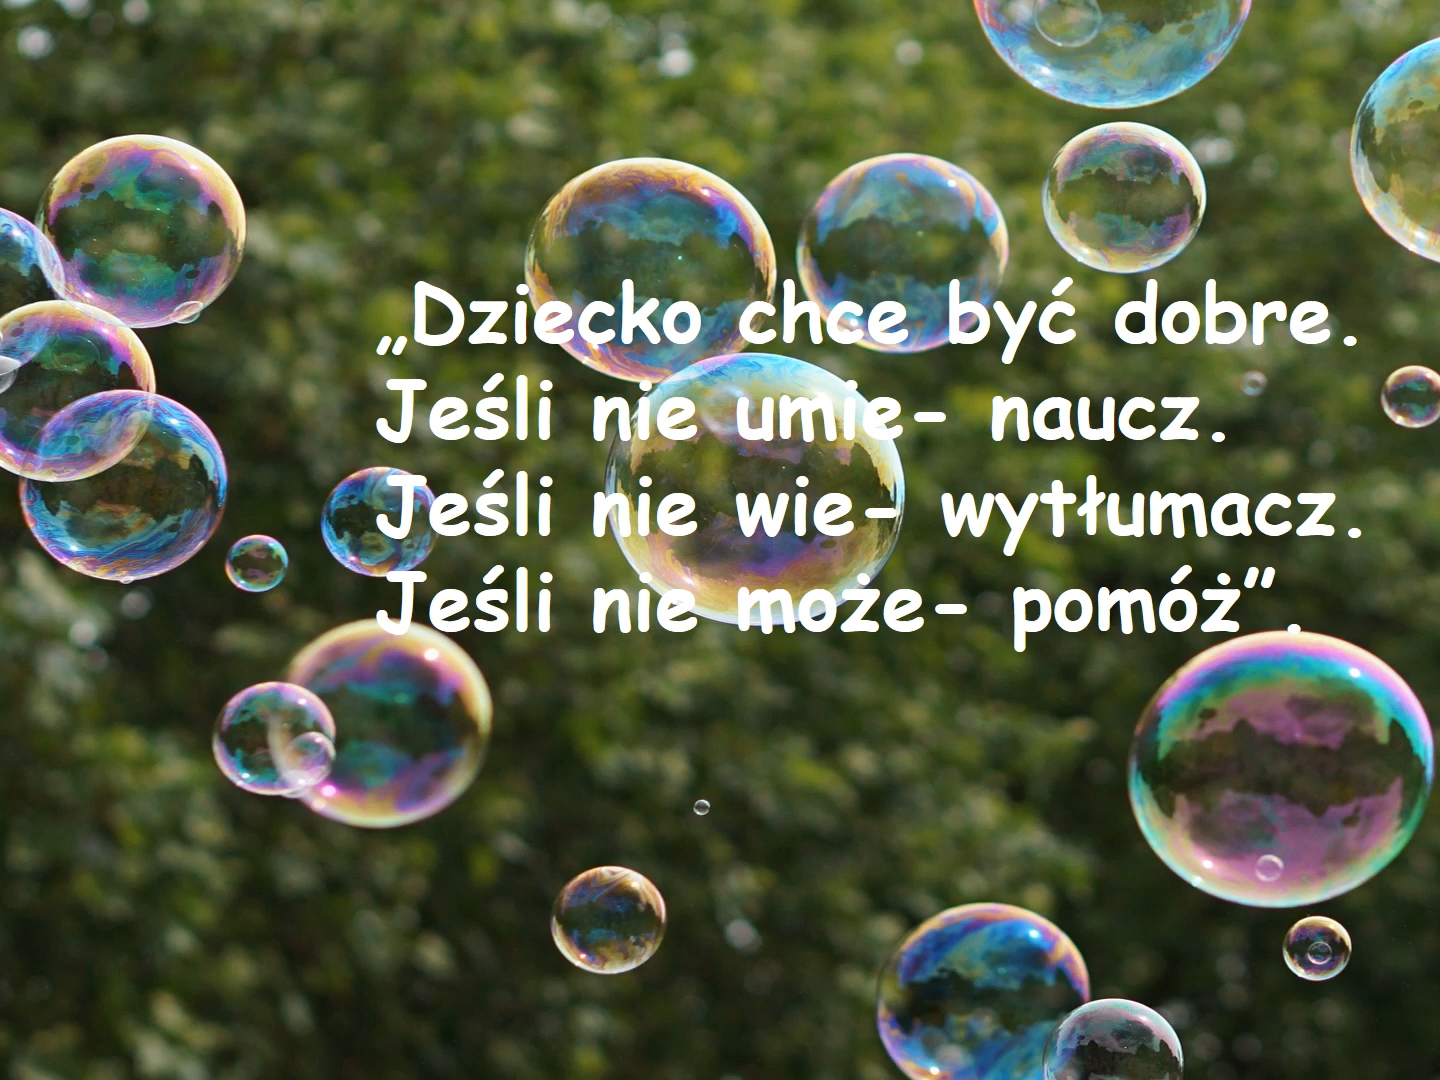 „Dziecko chce być dobre.
Jeśli nie umie- naucz.
Jeśli nie wie- wytłumacz.
Jeśli nie może- pomóż”.